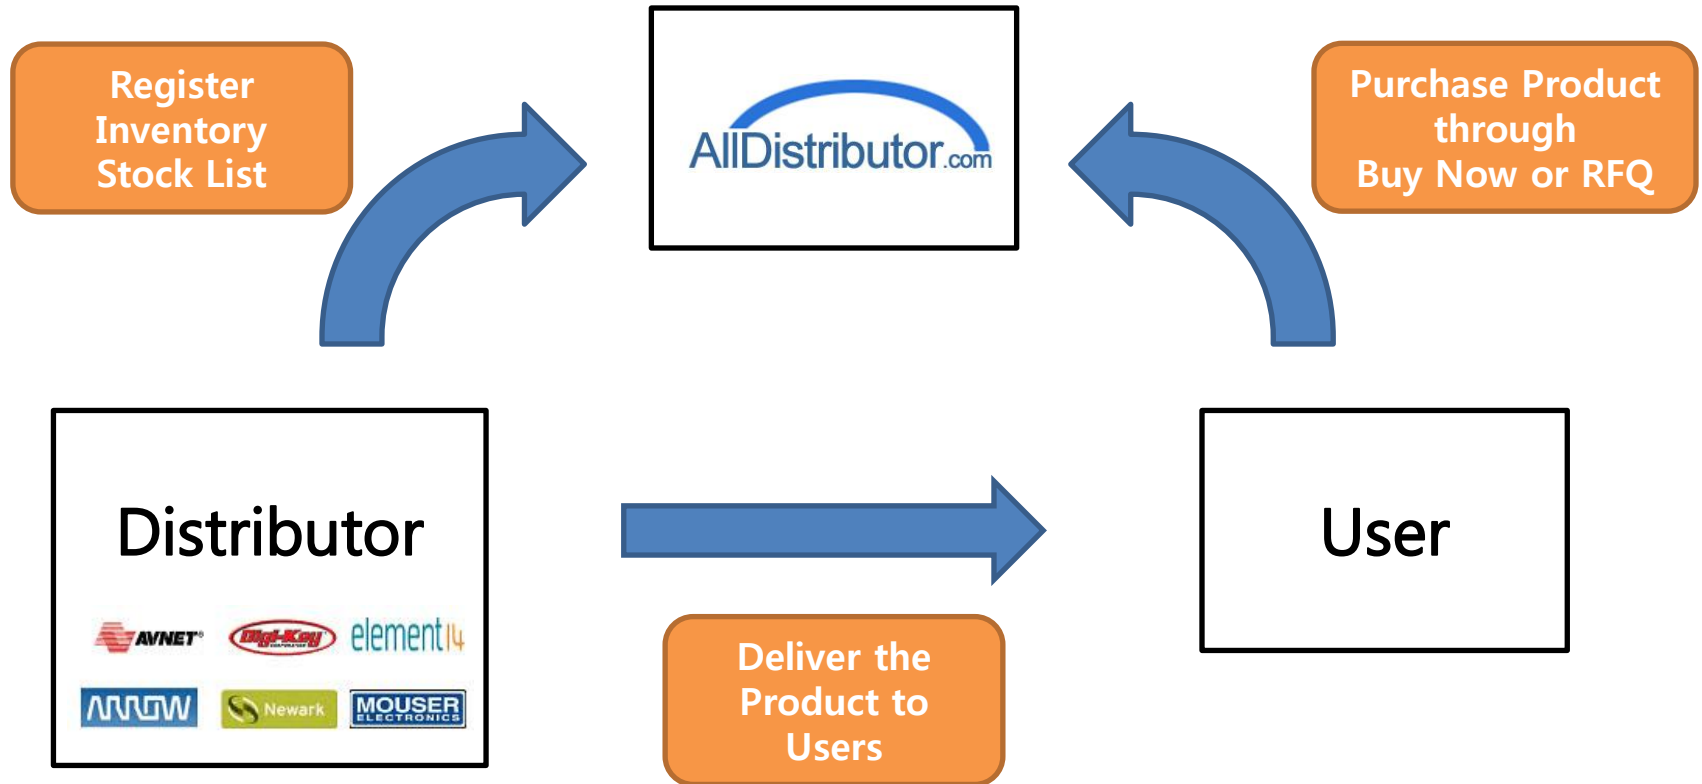 Register
Inventory
Stock List
AllDistributor.com
Purchase Product
through
Buy Now or RFQ
Distributor
AVNET®
Digi-Key
CORPORATION
element14
ARROW
Newark
MOUSER
ELECTRONICS
Deliver the
Product to
Users
User